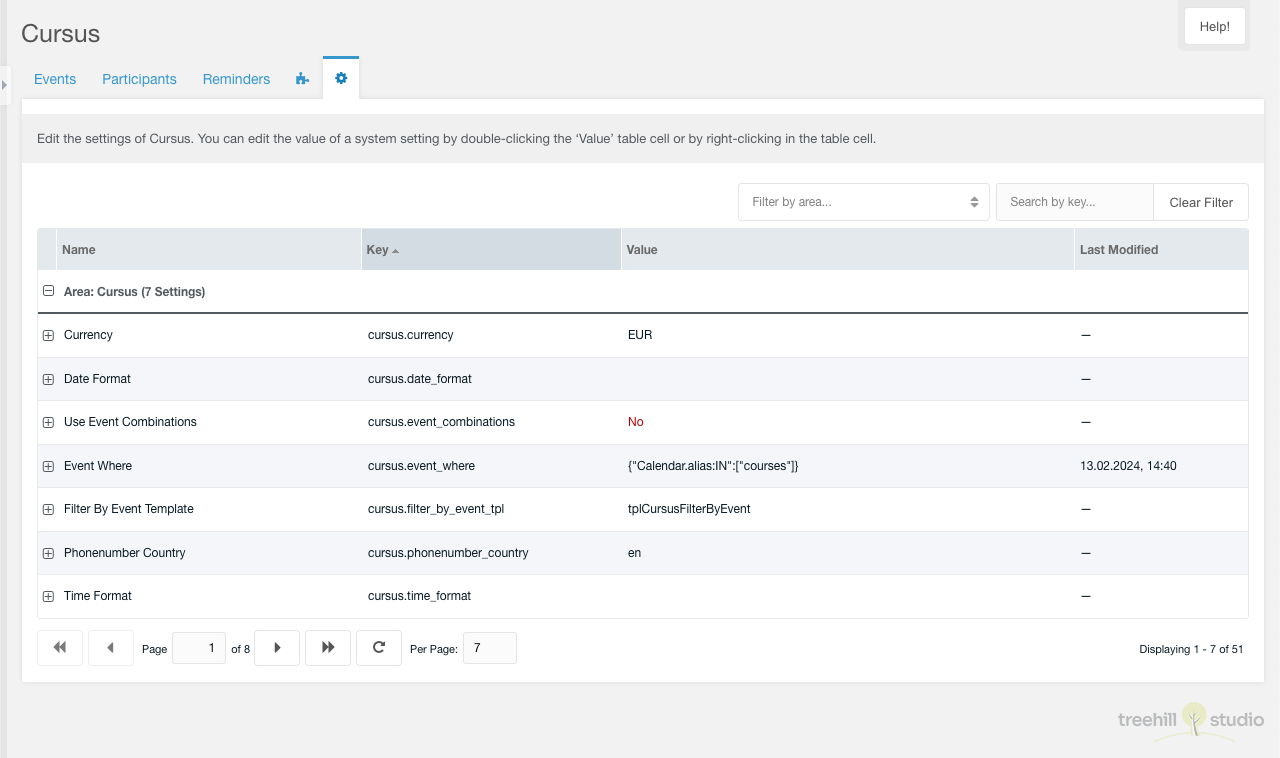 Cursus
Help!
Events Participants Reminders
Edit the settings of Cursus. You can edit the value of a system setting by double-clicking the ‘Value’ table cell or by right-clicking in the table cell.
Filter by area... Search by key... Clear Filter
Name Key Value Last Modified
Area: Cursus (7 Settings)
Currency cursus.currency EUR —
Date Format cursus.date_format —
Use Event Combinations cursus.event_combinations No —
Event Where cursus.event_where {"Calendar.alias:IN":["courses"]} 13.02.2024, 14:40
Filter By Event Template cursus.filter_by_event_tpl tplCursusFilterByEvent —
Phonenumber Country cursus.phonenumber_country en —
Time Format cursus.time_format —
Page 1 of 8 Per Page: 7 Displaying 1 - 7 of 51
treehill studio